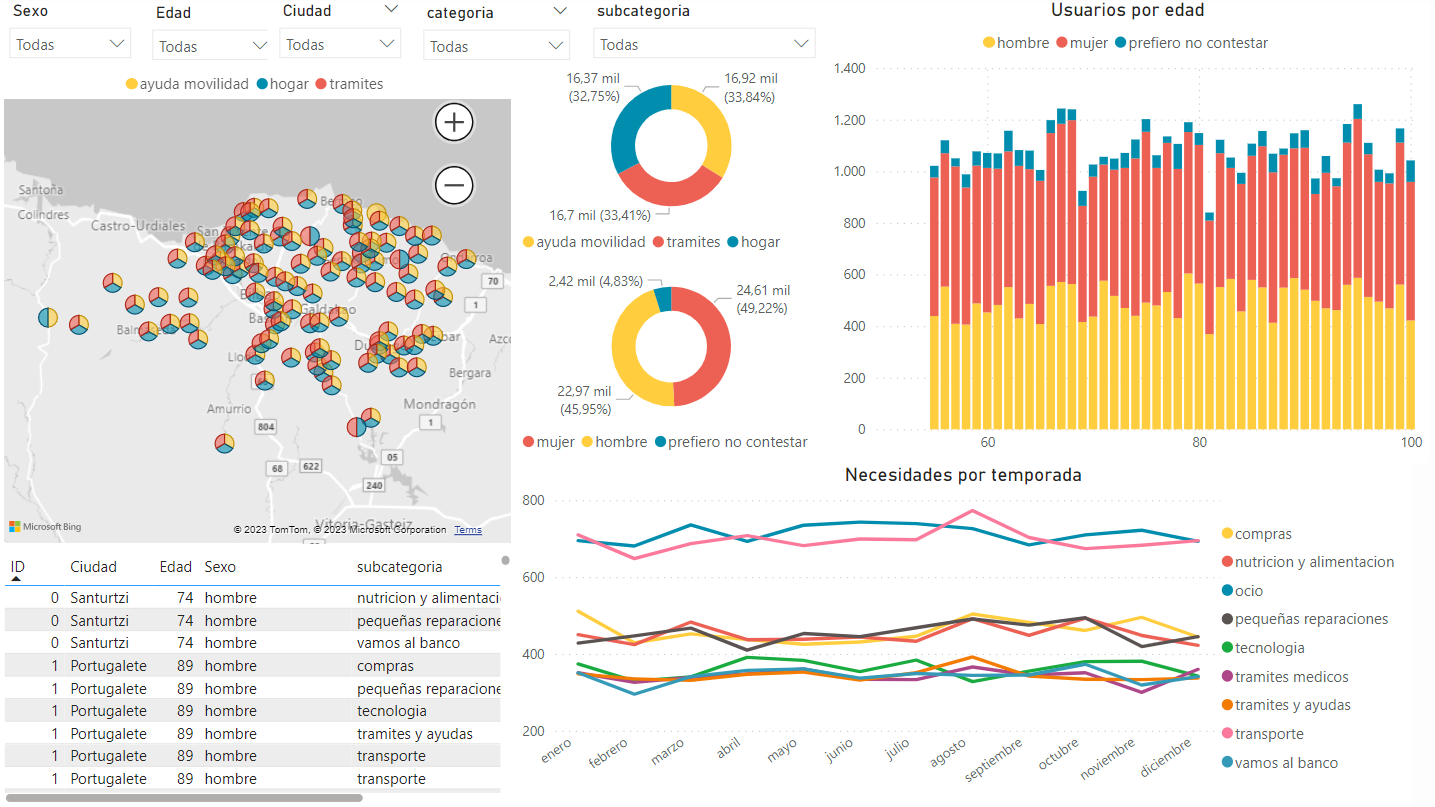 Sexo
Todas
Edad
Todas
Ciudad
Todas
categoria
Todas
subcategoria
Todas
ayuda movilidad hogar tramites
Santoña
Colindres
Castro-Urdiales
70
1
Galdakao
Bergara
Mondragón
Amurrio
804
1
68
622
05
240
Vitoria-Gasteiz
Microsoft Bing
© 2023 TomTom, © 2023 Microsoft Corporation Terms
16,37 mil
(32,75%)
16,92 mil
(33,84%)
16,7 mil (33,41%)
ayuda movilidad tramites hogar
2,42 mil (4,83%)
24,61 mil
(49,22%)
22,97 mil
(45,95%)
mujer hombre prefiero no contestar
Usuarios por edad
hombre mujer prefiero no contestar
1.400
1.200
1.000
800
600
400
200
0
60 80 100
ID Ciudad Edad Sexo subcategoria
0 Santurtzi 74 hombre nutricion y alimentaci
0 Santurtzi 74 hombre pequeñas reparacione
0 Santurtzi 74 hombre vamos al banco
1 Portugalete 89 hombre compras
1 Portugalete 89 hombre pequeñas reparacione
1 Portugalete 89 hombre tecnologia
1 Portugalete 89 hombre tramites y ayudas
1 Portugalete 89 hombre transporte
1 Portugalete 89 hombre transporte
Necesidades por temporada
800
600
400
200
enero febrero marzo abril mayo junio julio agosto septiembre octubre noviembre diciembre
compras
nutricion y alimentacion
ocio
pequeñas reparaciones
tecnologia
tramites medicos
tramites y ayudas
transporte
vamos al banco